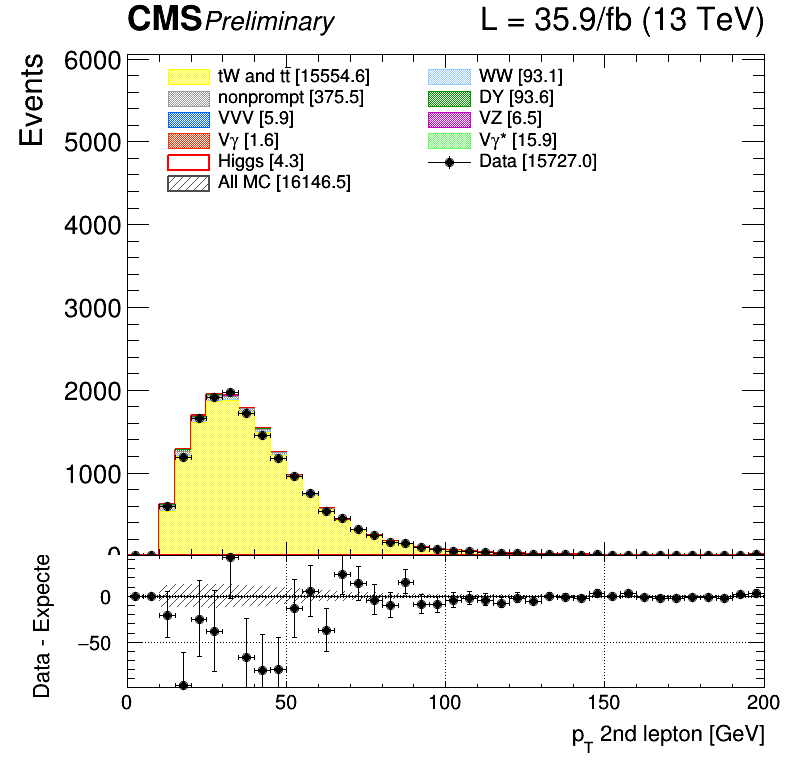 CMS Preliminary L = 35.9/fb (13 TeV)
Events
6000
5000
4000
3000
2000
1000
0
tW and tt̄ [15554.6]
WW [93.1]
nonprompt [375.5]
DY [93.6]
VVV [5.9]
VZ [6.5]
Vγ [1.6]
Vγ* [15.9]
Higgs [4.3]
Data [15727.0]
All MC [16146.5]
Data - Expecte
0
−50
0 50 100 150 200
p_T 2nd lepton [GeV]